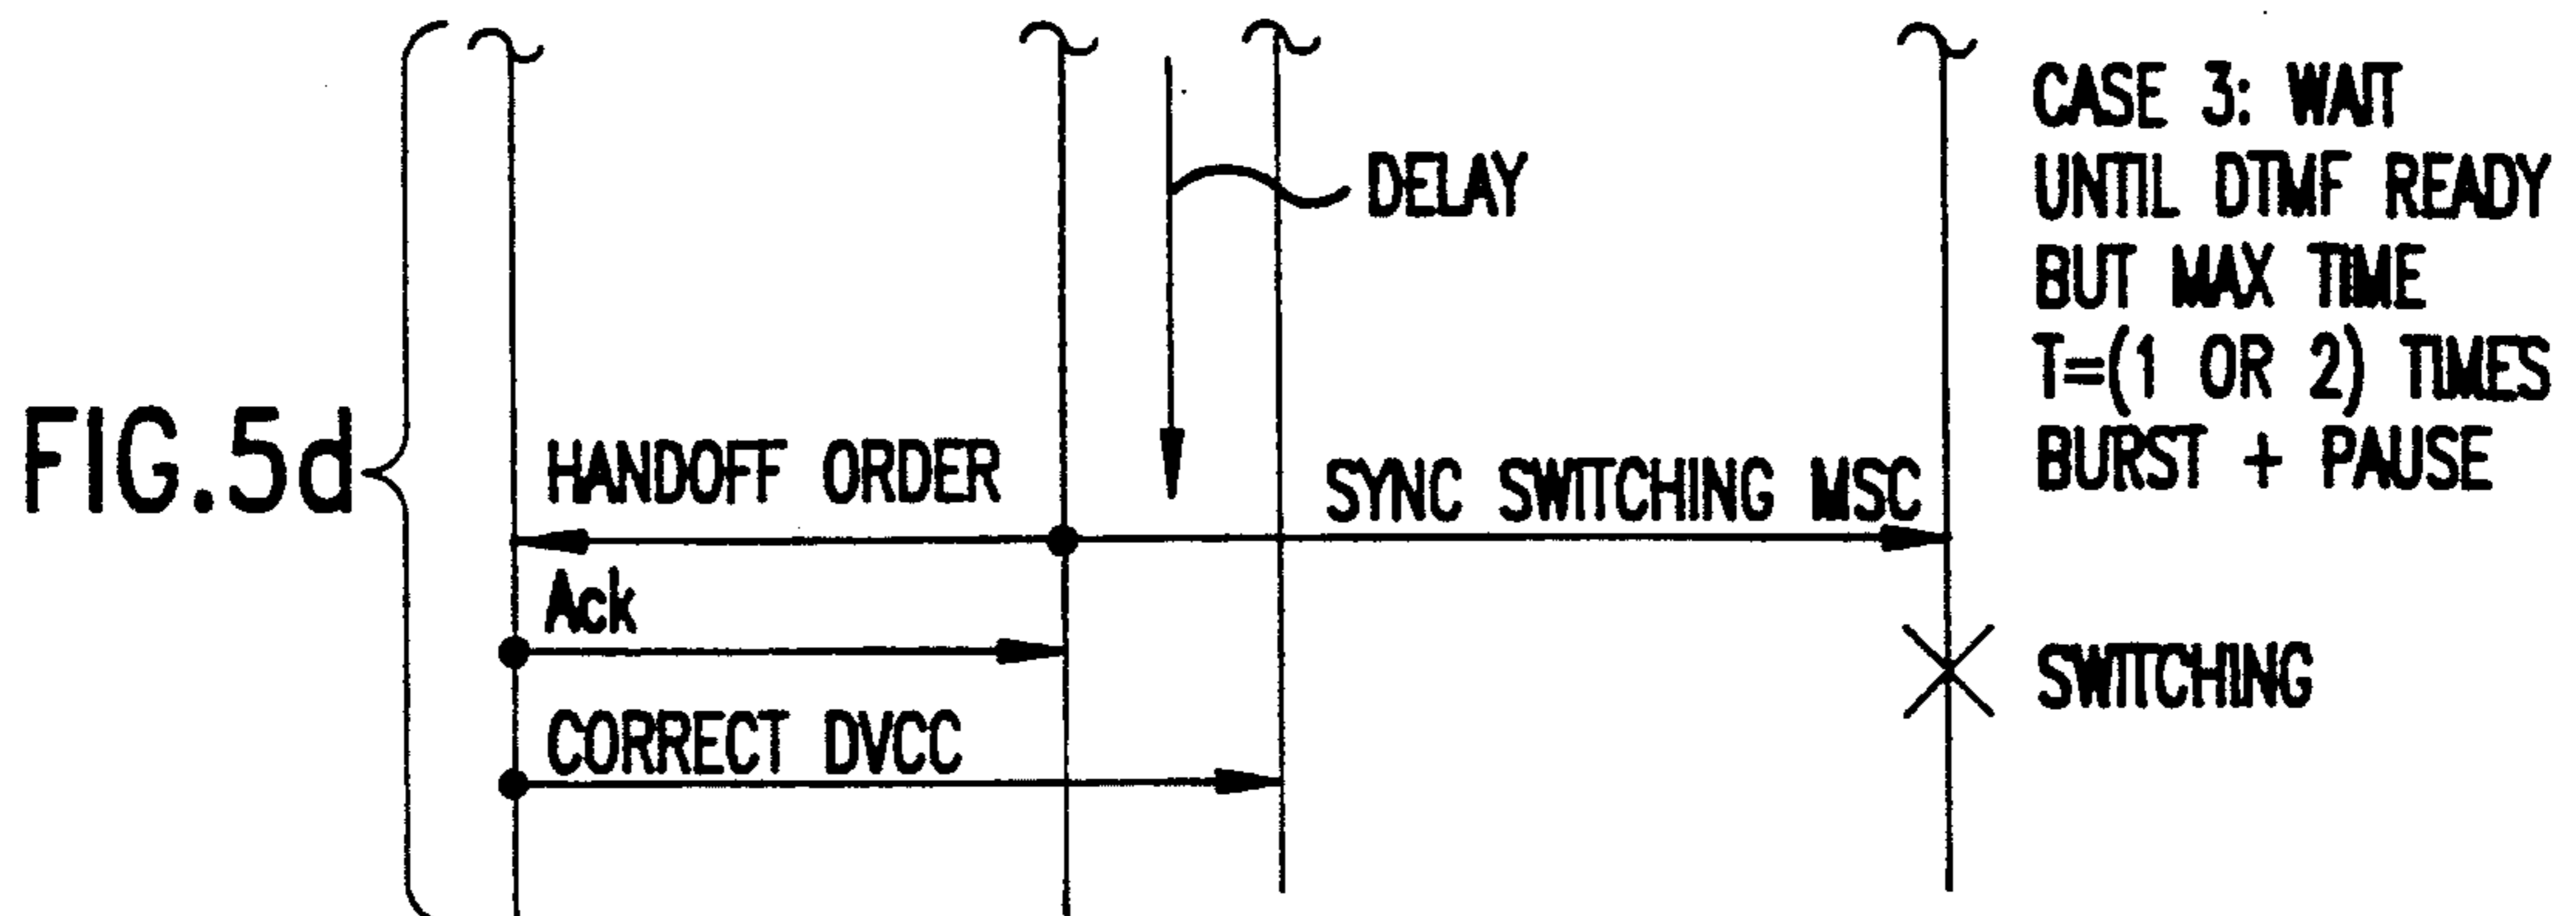 FIG.5d
DELAY
HANDOFF ORDER
SYNC SWITCHING MSC
Ack
CORRECT DVCC
CASE 3: WAIT
UNTIL DTMF READY
BUT MAX TIME
T=(1 OR 2) TIMES
BURST + PAUSE
SWITCHING